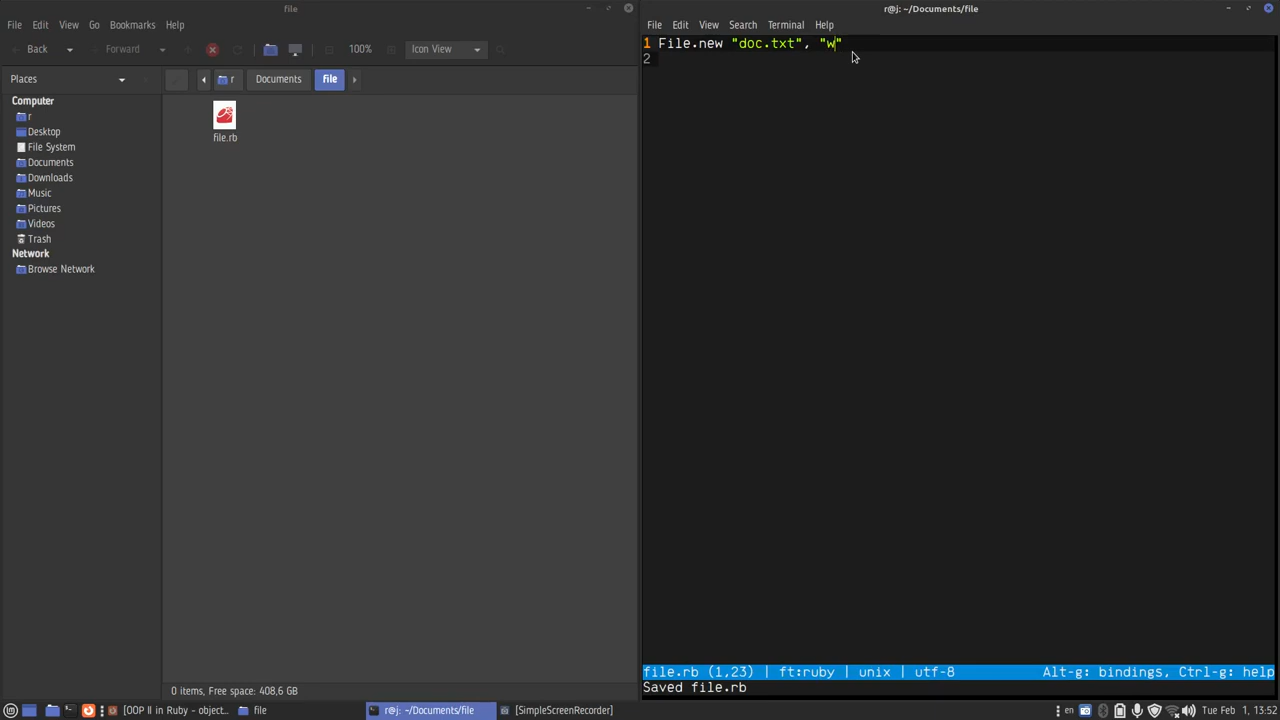 file
File Edit View Go Bookmarks Help
Back Forward 100% Icon View
Places
r Documents file
Computer
r
Desktop
File System
Documents
Downloads
Music
Pictures
Videos
Trash
Network
Browse Network
file.rb
0 items, Free space: 408,6 GB
r@j: ~/Documents/file
File Edit View Search Terminal Help
1 File.new "doc.txt", "w"
2
file.rb (1,23) | ft:ruby | unix | utf-8 Alt-g: bindings, Ctrl-g: help
Saved file.rb
[OOP II in Ruby - object... file r@j: ~/Documents/file [SimpleScreenRecorder] en Tue Feb 1, 13:52